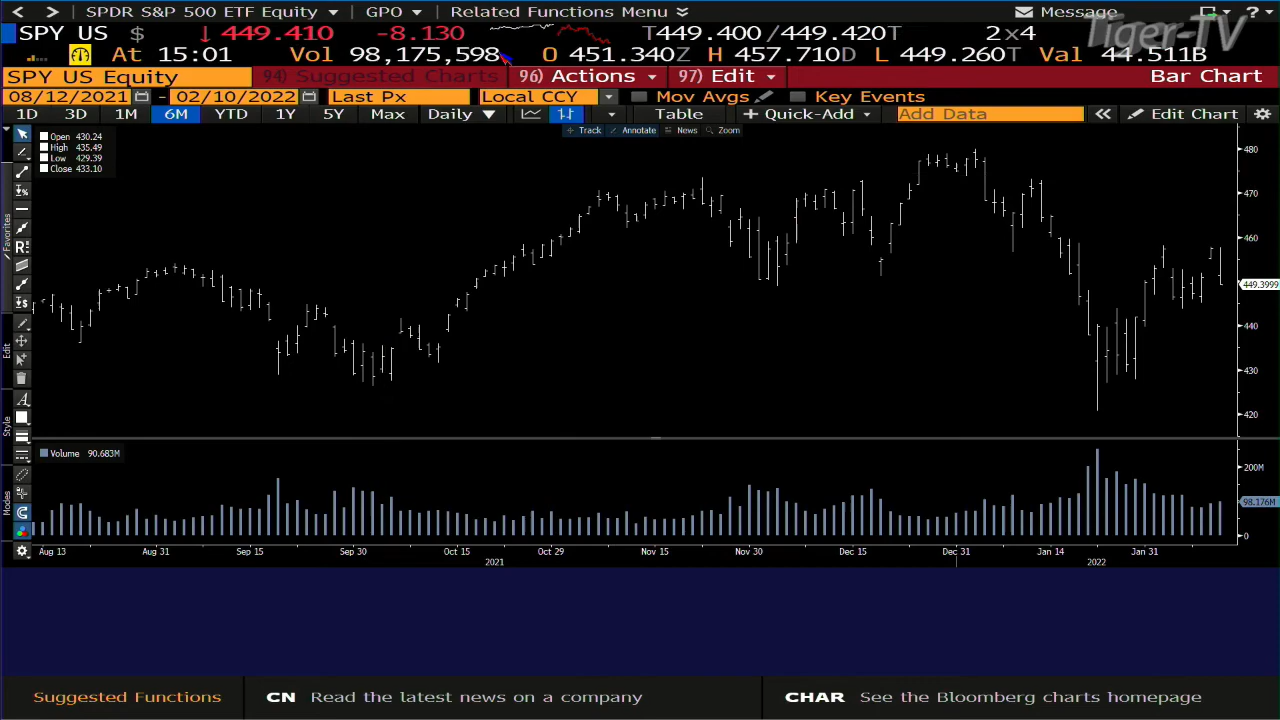 SPDR S&P 500 ETF Equity GPO Related Functions Menu Message ?
Tiger-TV
SPY US $ ↓ 449.410 -8.130 T449.400 / 449.420T 2×4
At 15:01 Vol 98,175,598 O 451.340Z H 457.710D L 449.260T Val 44.511B
SPY US Equity 94) Suggested Charts 96) Actions 97) Edit Bar Chart
08/12/2021 - 02/10/2022 Last Px Local CCY Mov Avgs Key Events
1D 3D 1M 6M YTD 1Y 5Y Max Daily ▼ Table + Quick-Add Add Data « Edit Chart
Track Annotate News Zoom
Open 430.24
High 435.49
Low 429.39
Close 433.10
480
470
460
449.3999
440
430
420
Favorites
Edit
Style
Modes
Volume 90.683M
200M
98.176M
0
Aug 13 Aug 31 Sep 15 Sep 30 Oct 15 Oct 29 Nov 15 Nov 30 Dec 15 Dec 31 Jan 14 Jan 31
2021 2022
Suggested Functions CN Read the latest news on a company CHAR See the Bloomberg charts homepage